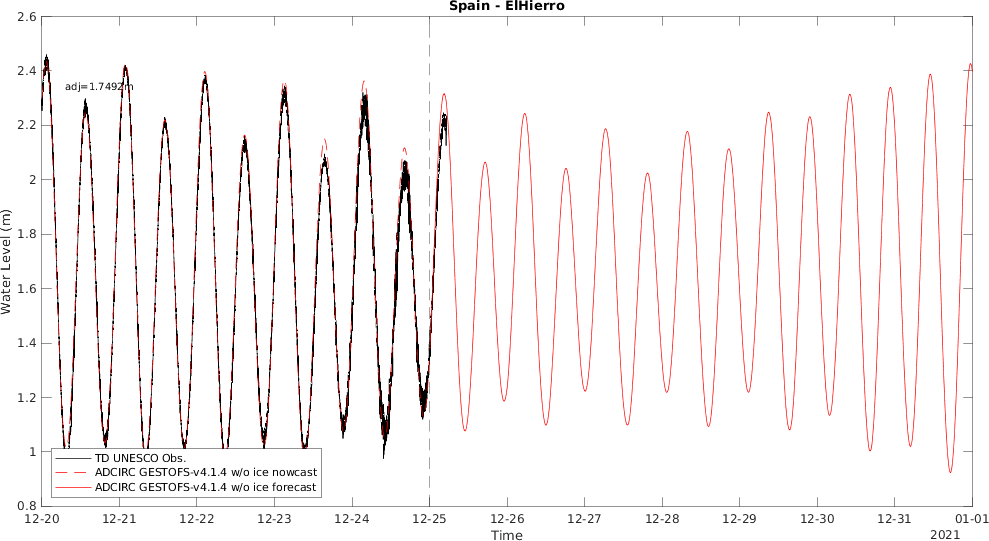 Spain - ElHierro
2.6
2.4
2.2
2
1.8
1.6
1.4
1.2
1
0.8
Water Level (m)
adj=1.7492m
TD UNESCO Obs.
ADCIRC GESTOFS-v4.1.4 w/o ice nowcast
ADCIRC GESTOFS-v4.1.4 w/o ice forecast
12-20 12-21 12-22 12-23 12-24 12-25 12-26 12-27 12-28 12-29 12-30 12-31 01-01
Time
2021